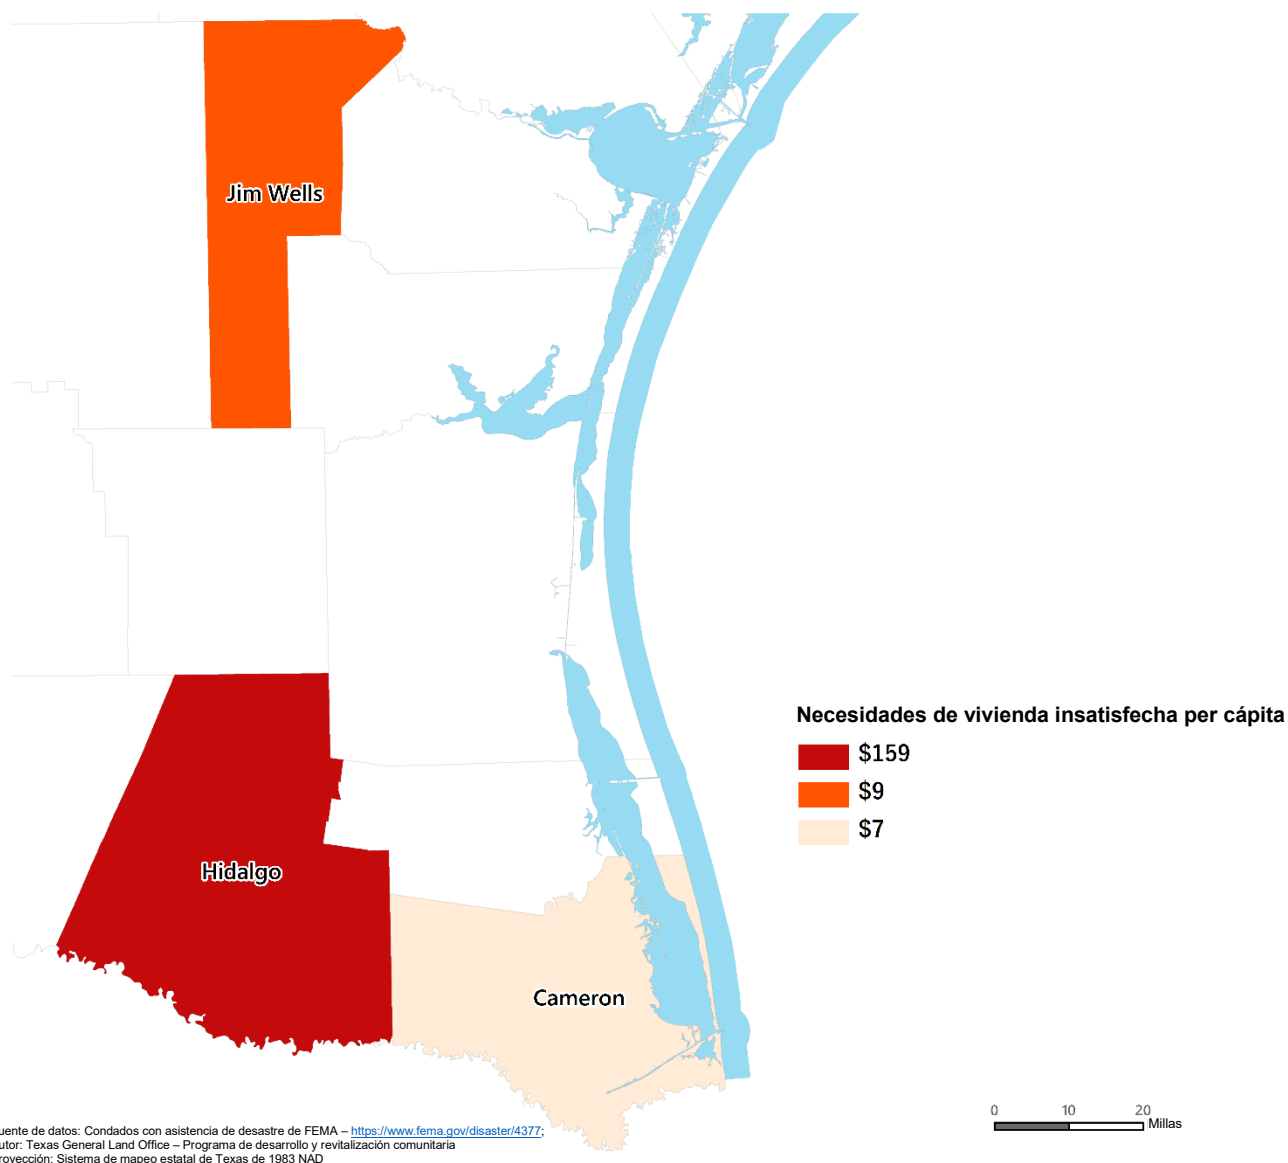 Jim Wells
Necesidades de vivienda insatisfecha per cápita
$159
$9
$7
Hidalgo
Cameron
0 10 20
Millas
uente de datos: Condados con asistencia de desastre de FEMA – https://www.fema.gov/disaster/4377;
utor: Texas General Land Office – Programa de desarrollo y revitalización comunitaria
royección: Sistema de mapeo estatal de Texas de 1983 NAD